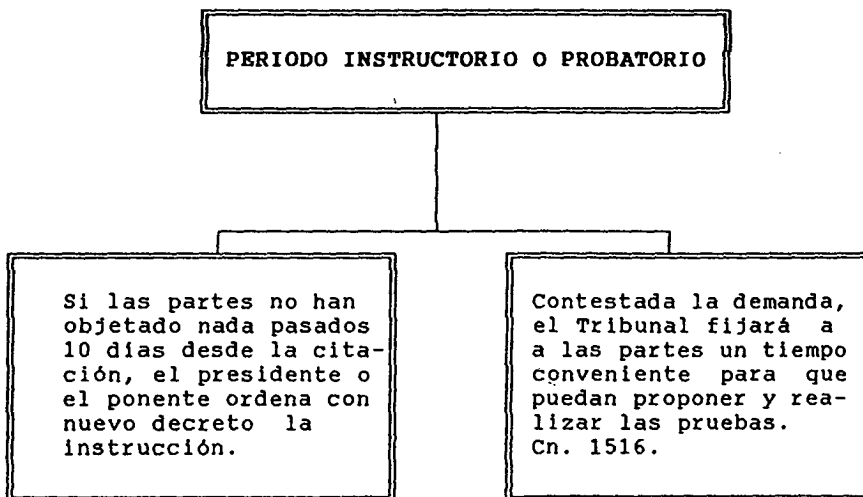 PERIODO INSTRUCTORIO O PROBATORIO
Si las partes no han
objetado nada pasados
10 días desde la cita-
ción, el presidente o
el ponente ordena con
nuevo decreto la
instrucción.
Contestada la demanda,
el Tribunal fijará a
a las partes un tiempo
conveniente para que
puedan proponer y rea-
lizar las pruebas.
Cn. 1516.